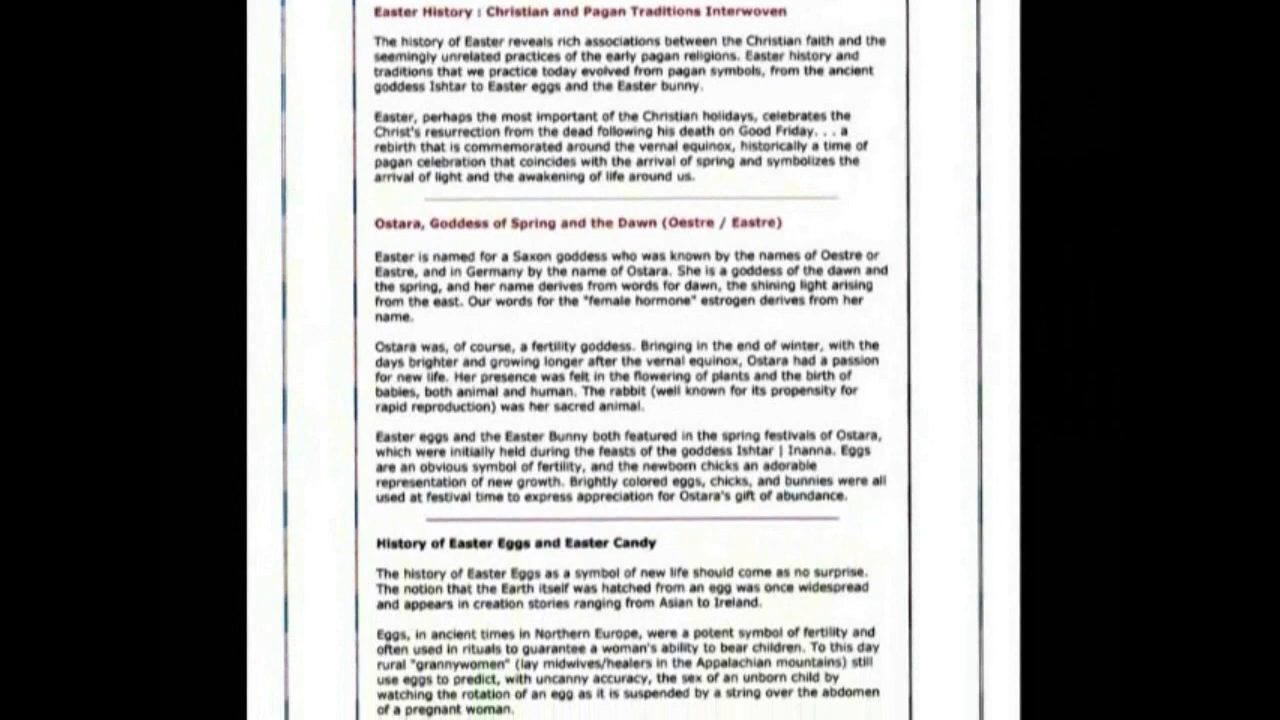 Easter History : Christian and Pagan Traditions Interwoven
The history of Easter reveals rich associations between the Christian faith and the
seemingly unrelated practices of the early pagan religions. Easter history and
traditions that we practice today evolved from pagan symbols, from the ancient
goddess Ishtar to Easter eggs and the Easter bunny.
Easter, perhaps the most important of the Christian holidays, celebrates the
Christ's resurrection from the dead following his death on Good Friday. . . a
rebirth that is commemorated around the vernal equinox, historically a time of
pagan celebration that coincides with the arrival of spring and symbolizes the
arrival of light and the awakening of life around us.
Ostara, Goddess of Spring and the Dawn (Oestre / Eastre)
Easter is named for a Saxon goddess who was known by the names of Oestre or
Eastre, and in Germany by the name of Ostara. She is a goddess of the dawn and
the spring, and her name derives from words for dawn, the shining light arising
from the east. Our words for the "female hormone" estrogen derives from her
name.
Ostara was, of course, a fertility goddess. Bringing in the end of winter, with the
days brighter and growing longer after the vernal equinox, Ostara had a passion
for new life. Her presence was felt in the flowering of plants and the birth of
babies, both animal and human. The rabbit (well known for its propensity for
rapid reproduction) was her sacred animal.
Easter eggs and the Easter Bunny both featured in the spring festivals of Ostara,
which were initially held during the feasts of the goddess Ishtar | Inanna. Eggs
are an obvious symbol of fertility, and the newborn chicks an adorable
representation of new growth. Brightly colored eggs, chicks, and bunnies were all
used at festival time to express appreciation for Ostara's gift of abundance.
History of Easter Eggs and Easter Candy
The history of Easter Eggs as a symbol of new life should come as no surprise.
The notion that the Earth itself was hatched from an egg was once widespread
and appears in creation stories ranging from Asian to Ireland.
Eggs, in ancient times in Northern Europe, were a potent symbol of fertility and
often used in rituals to guarantee a woman's ability to bear children. To this day
rural "grannywomen" (lay midwives/healers in the Appalachian mountains) still
use eggs to predict, with uncanny accuracy, the sex of an unborn child by
watching the rotation of an egg as it is suspended by a string over the abdomen
of a pregnant woman.